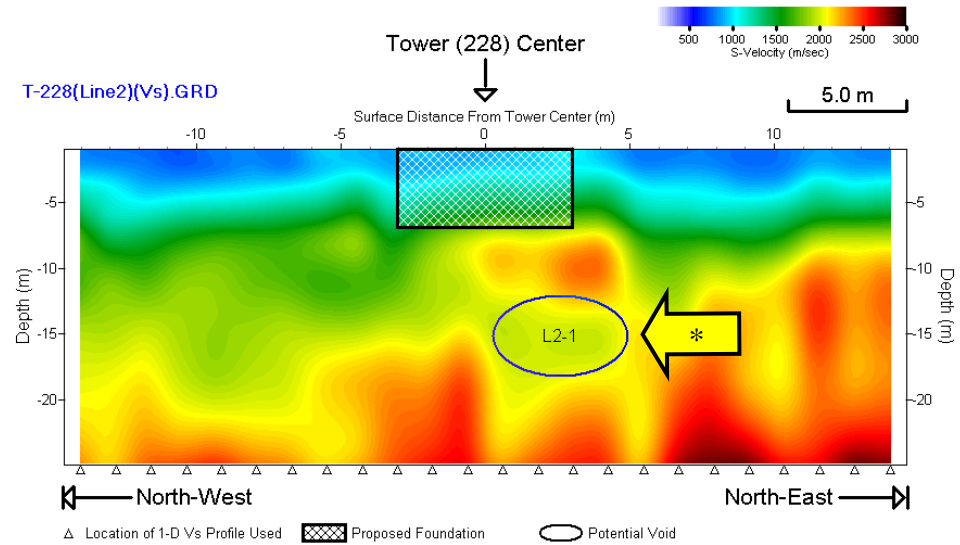 500 1000 1500 2000 2500 3000
S-Velocity (m/sec)
Tower (228) Center
T-228(Line2)(Vs).GRD
5.0 m
Surface Distance From Tower Center (m)
-10 -5 0 5 10
-5 -5
-10 -10
-15 -15
-20 -20
Depth (m)
Depth (m)
L2-1
*
North-West
North-East
Location of 1-D Vs Profile Used
Proposed Foundation
Potential Void